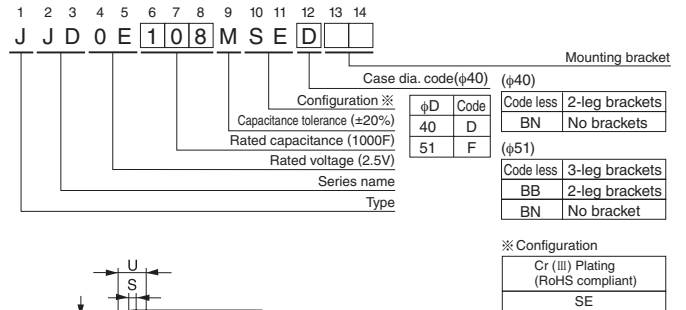 1 2 3 4 5 6 7 8 9 10 11 12 13 14
J J D 0 E 1 0 8 M S E D
Mounting bracket
Case dia. code(φ40)
Configuration ※
Capacitance tolerance (±20%)
Rated capacitance (1000F)
Rated voltage (2.5V)
Series name
Type
φD Code
40 D
51 F
(φ40)
Code less 2-leg brackets
BN No brackets
(φ51)
Code less 3-leg brackets
BB 2-leg brackets
BN No bracket
※Configuration
Cr (Ⅲ) Plating
(RoHS compliant)
SE
U
S